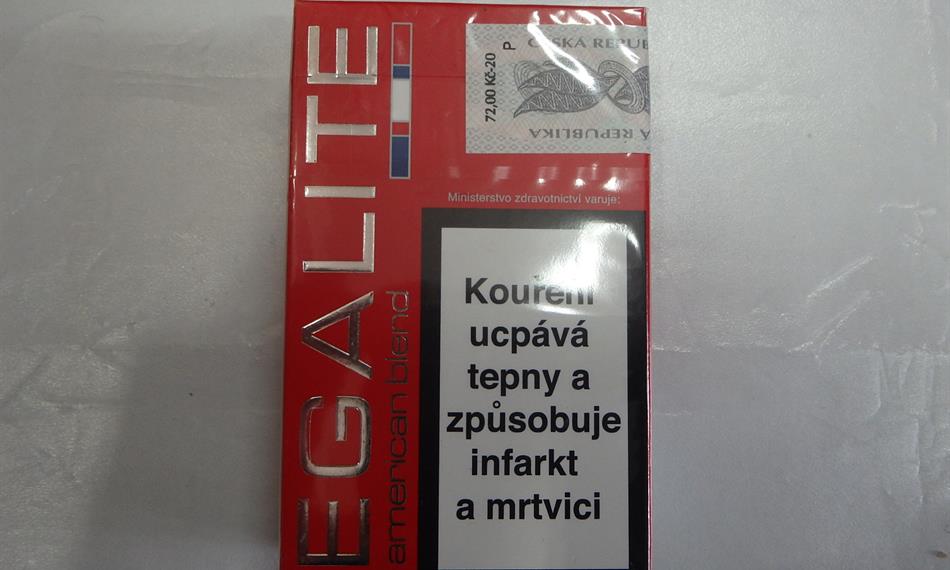 EGALITE
american blend
ČESKÁ REPUB
72,00 Kč-20
P
Á REPUBLIKA
Ministerstvo zdravotnictví varuje:
Kouření
ucpává
tepny a
způsobuje
infarkt
a mrtvici